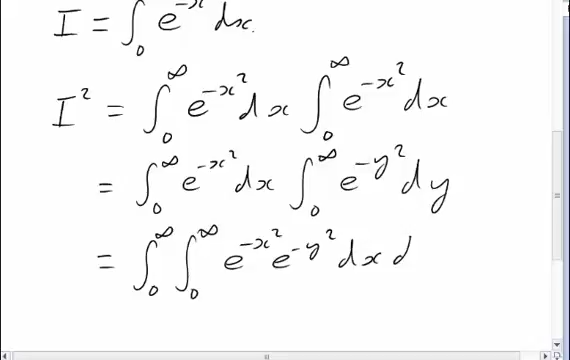 I = ∫₀ e^{-x²} dx.
I² = ∫₀^∞ e^{-x²} dx ∫₀^∞ e^{-x²} dx
= ∫₀^∞ e^{-x²} dx ∫₀^∞ e^{-y²} dy
= ∫₀^∞ ∫₀^∞ e^{-x²} e^{-y²} dx d